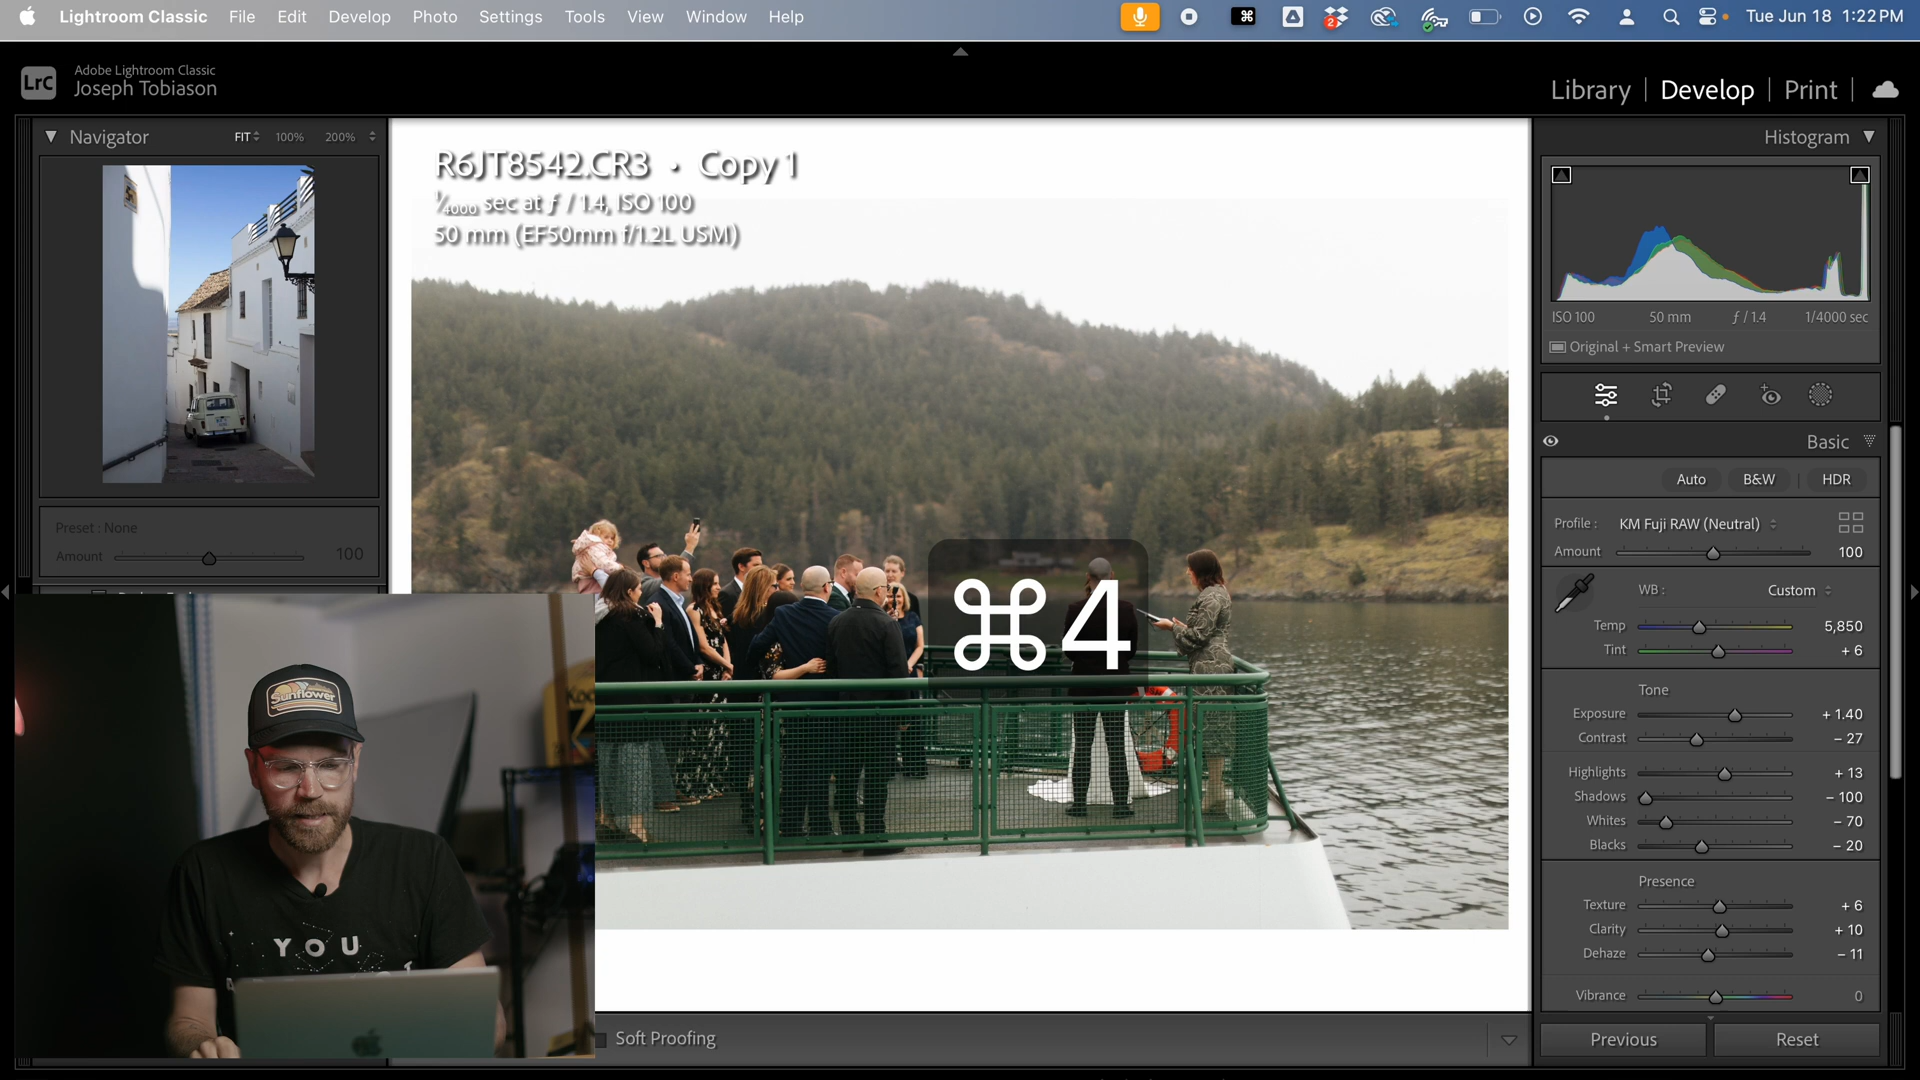 Lightroom Classic File Edit Develop Photo Settings Tools View Window Help
2
Tue Jun 18 1:22 PM
LrC
Adobe Lightroom Classic
Joseph Tobiason
Library | Develop | Print
Navigator FIT 100% 200%
Preset : None
Amount 100
R6JT8542.CR3 • Copy 1
1/4000 sec at ƒ / 1.4, ISO 100
50 mm (EF50mm f/1.2L USM)
⌘4
Sunflower
YOU
Soft Proofing
Histogram
ISO 100 50 mm ƒ / 1.4 1/4000 sec
Original + Smart Preview
Basic
Auto B&W | HDR
Profile : KM Fuji RAW (Neutral)
Amount 100
WB : Custom
Temp 5,850
Tint + 6
Tone
Exposure + 1.40
Contrast – 27
Highlights + 13
Shadows – 100
Whites – 70
Blacks – 20
Presence
Texture + 6
Clarity + 10
Dehaze – 11
Vibrance 0
Previous Reset